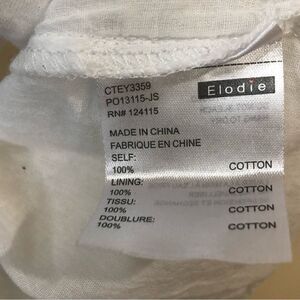 CTEY3359
PO13115-JS
RN# 124115
Elodie
MADE IN CHINA
FABRIQUE EN CHINE
SELF:
100% COTTON
LINING:
100% COTTON
TISSU:
100% COTTON
DOUBLURE:
100% COTTON